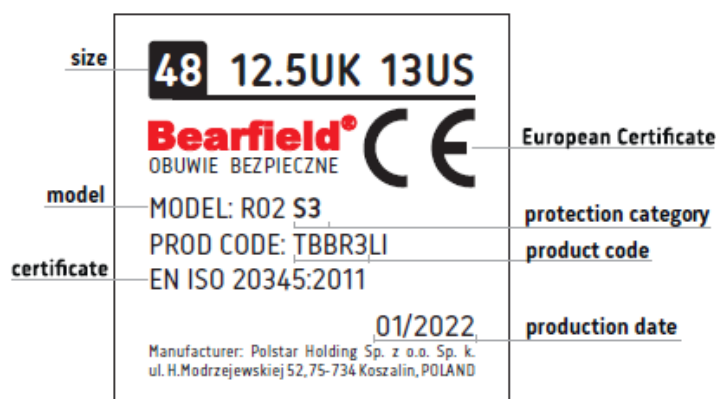 size
48 12.5UK 13US
Bearfield®
OBUWIE BEZPIECZNE
CE
European Certificate
model
MODEL: R02 S3
protection category
PROD CODE: TBBR3LI
product code
certificate
EN ISO 20345:2011
01/2022
production date
Manufacturer: Polstar Holding Sp. z o.o. Sp. k.
ul. H.Modrzejewskiej 52,75-734 Koszalin, POLAND